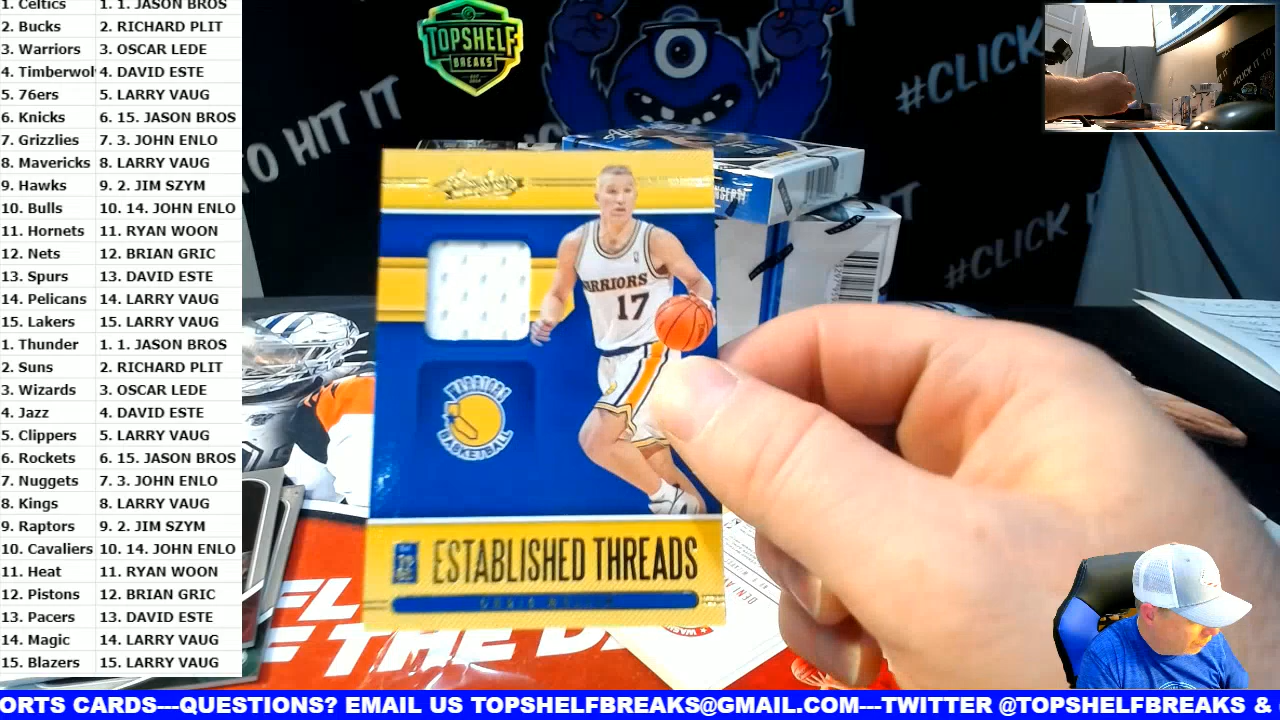 1. Celtics 1. 1. JASON BROS
2. Bucks 2. RICHARD PLIT
3. Warriors 3. OSCAR LEDE
4. Timberwol 4. DAVID ESTE
5. 76ers 5. LARRY VAUG
6. Knicks 6. 15. JASON BROS
7. Grizzlies 7. 3. JOHN ENLO
8. Mavericks 8. LARRY VAUG
9. Hawks 9. 2. JIM SZYM
10. Bulls 10. 14. JOHN ENLO
11. Hornets 11. RYAN WOON
12. Nets 12. BRIAN GRIC
13. Spurs 13. DAVID ESTE
14. Pelicans 14. LARRY VAUG
15. Lakers 15. LARRY VAUG
1. Thunder 1. 1. JASON BROS
2. Suns 2. RICHARD PLIT
3. Wizards 3. OSCAR LEDE
4. Jazz 4. DAVID ESTE
5. Clippers 5. LARRY VAUG
6. Rockets 6. 15. JASON BROS
7. Nuggets 7. 3. JOHN ENLO
8. Kings 8. LARRY VAUG
9. Raptors 9. 2. JIM SZYM
10. Cavaliers 10. 14. JOHN ENLO
11. Heat 11. RYAN WOON
12. Pistons 12. BRIAN GRIC
13. Pacers 13. DAVID ESTE
14. Magic 14. LARRY VAUG
15. Blazers 15. LARRY VAUG
TOPSHELF
BREAKS
TO HIT IT
#CLICK
#CLICK
WARRIORS
17
WARRIORS
BASKETBALL
ESTABLISHED THREADS
THE D
ORTS CARDS---QUESTIONS? EMAIL US TOPSHELFBREAKS@GMAIL.COM---TWITTER @TOPSHELFBREAKS &